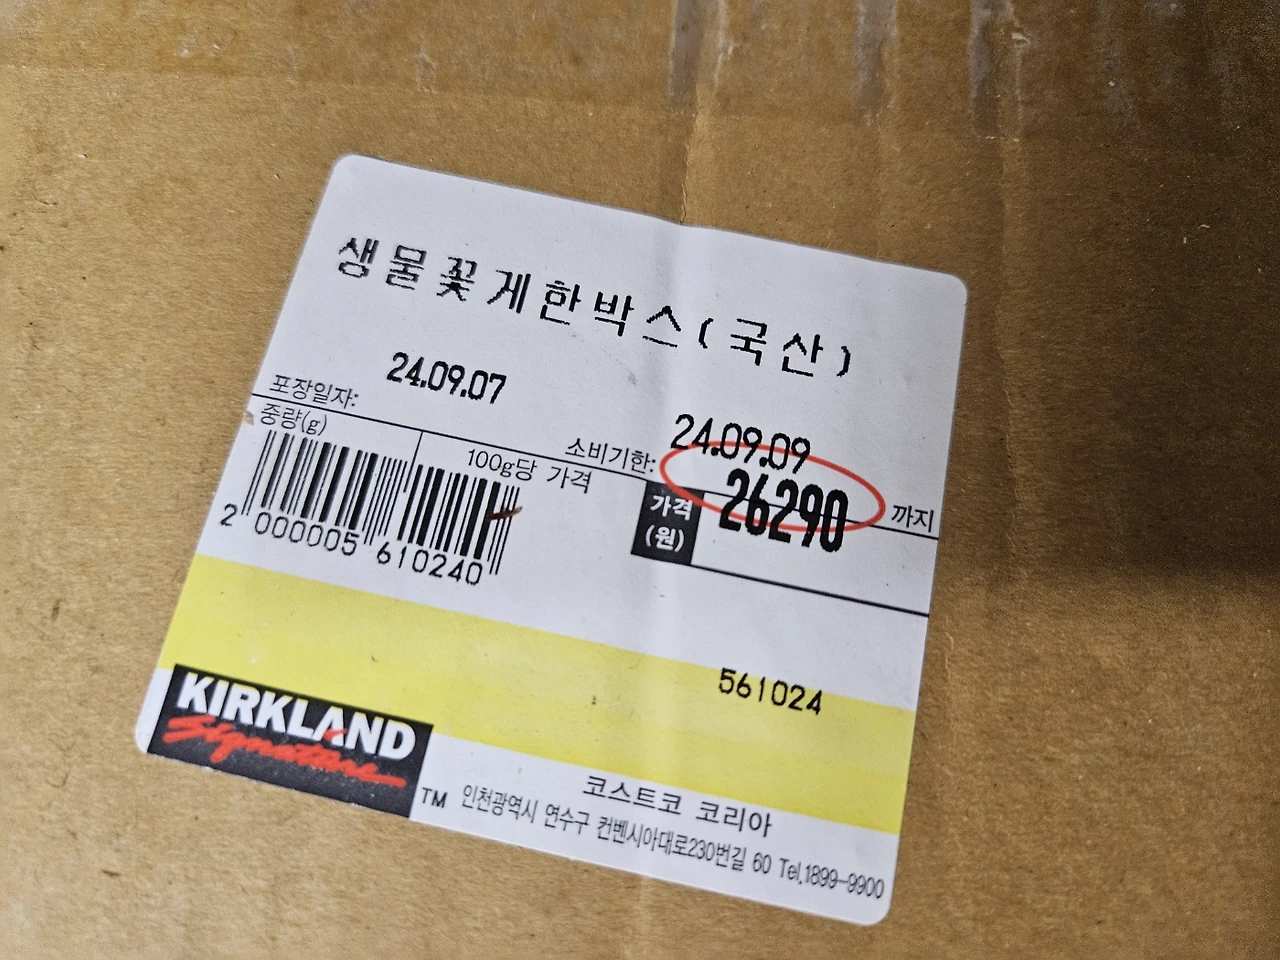 생물꽃게한박스(국산)
포장일자: 24.09.07
소비기한: 24.09.09 까지
중량(g)
100g당 가격
가격(원) 26290
2 000005 610240
561024
KIRKLAND
Signature TM
코스트코 코리아
인천광역시 연수구 컨벤시아대로230번길 60 Tel.1899-9900